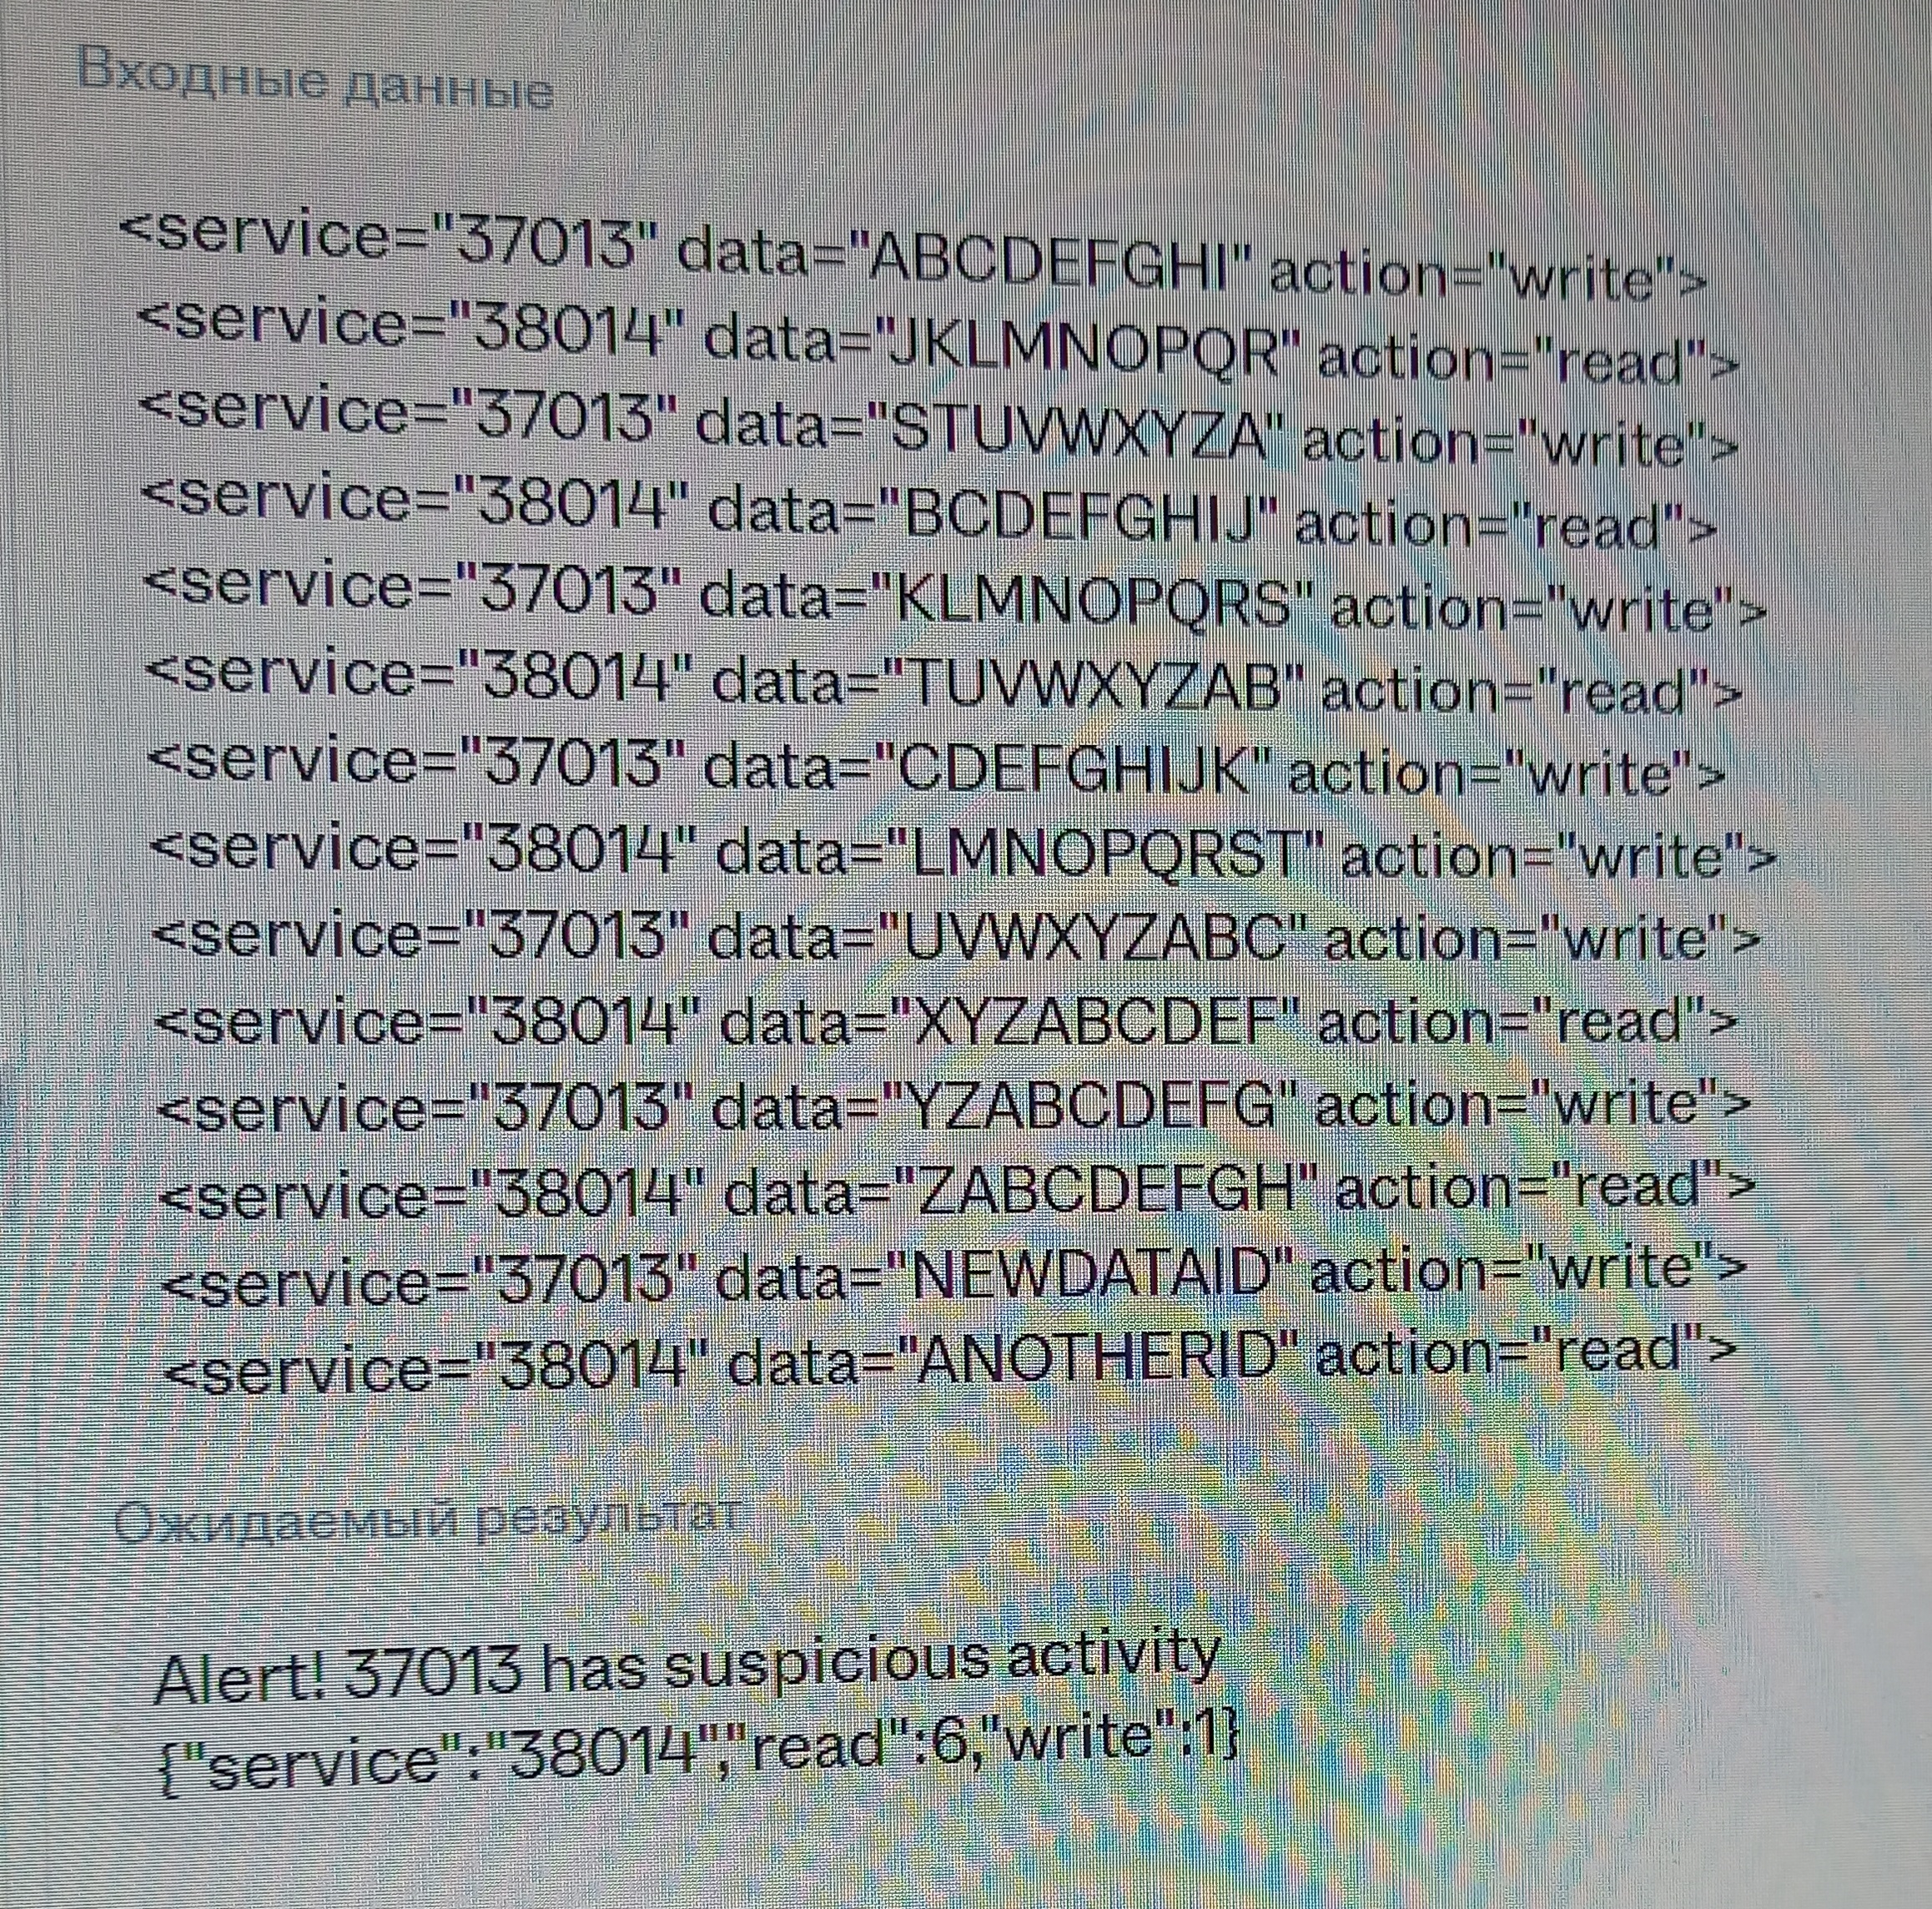 Входные данные
<service="37013" data="ABCDEFGHI" action="write">
<service="38014" data="JKLMNOPQR" action="read">
<service="37013" data="STUVWXYZA" action="write">
<service="38014" data="BCDEFGHIJ" action="read">
<service="37013" data="KLMNOPQRS" action="write">
<service="38014" data="TUVWXYZAB" action="read">
<service="37013" data="CDEFGHIJK" action="write">
<service="38014" data="LMNOPQRST" action="write">
<service="37013" data="UVWXYZABC" action="write">
<service="38014" data="XYZABCDEF" action="read">
<service="37013" data="YZABCDEFG" action="write">
<service="38014" data="ZABCDEFGH" action="read">
<service="37013" data="NEWDATAID" action="write">
<service="38014" data="ANOTHERID" action="read">
Ожидаемый результат
Alert! 37013 has suspicious activity
{"service":"38014","read":6,"write":1}